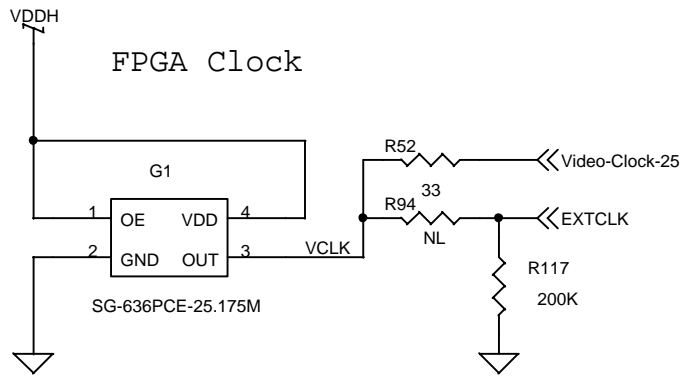 VDDH
FPGA Clock
G1
1
OE
VDD
4
2
GND
OUT
3
VCLK
SG-636PCE-25.175M
R52
33
Video-Clock-25
R94
NL
EXTCLK
R117
200K